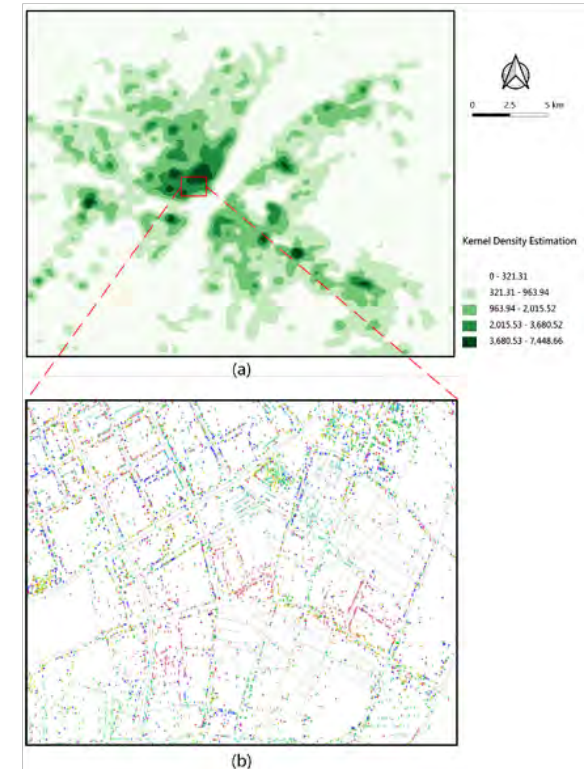 0 2.5 5 km
Kernel Density Estimation
0 - 321.31
321.31 - 963.94
963.94 - 2,015.52
2,015.53 - 3,680.52
3,680.53 - 7,448.66
(a)
(b)